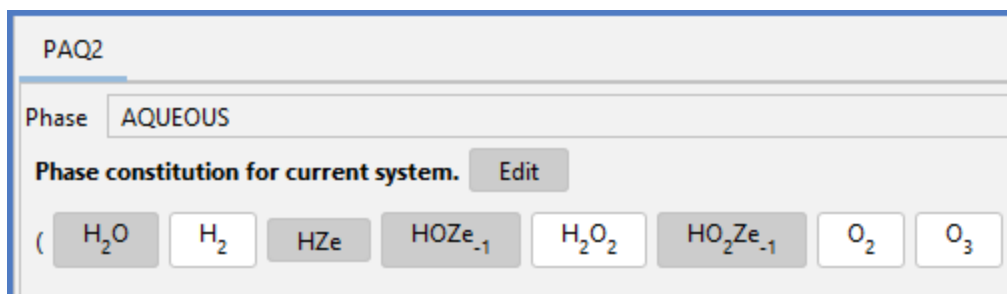 PAQ2
Phase AQUEOUS
Phase constitution for current system. Edit
( H₂O H₂ HZe HOZe₋₁ H₂O₂ HO₂Ze₋₁ O₂ O₃